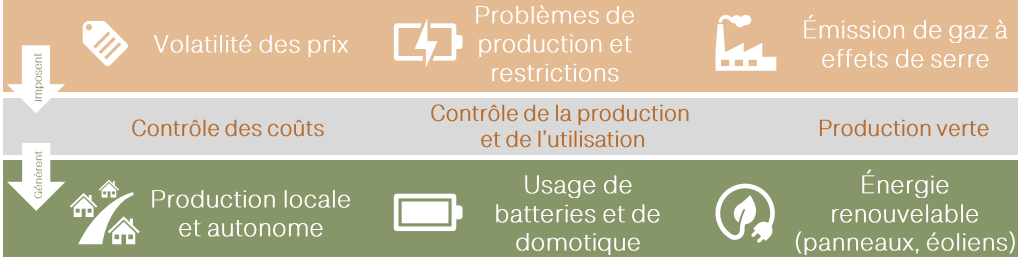 Volatilité des prix
Problèmes de
production et
restrictions
Émission de gaz à
effets de serre
imposent
Contrôle des coûts
Contrôle de la production
et de l'utilisation
Production verte
Génèrent
Production locale
et autonome
Usage de
batteries et de
domotique
Énergie
renouvelable
(panneaux, éoliens)